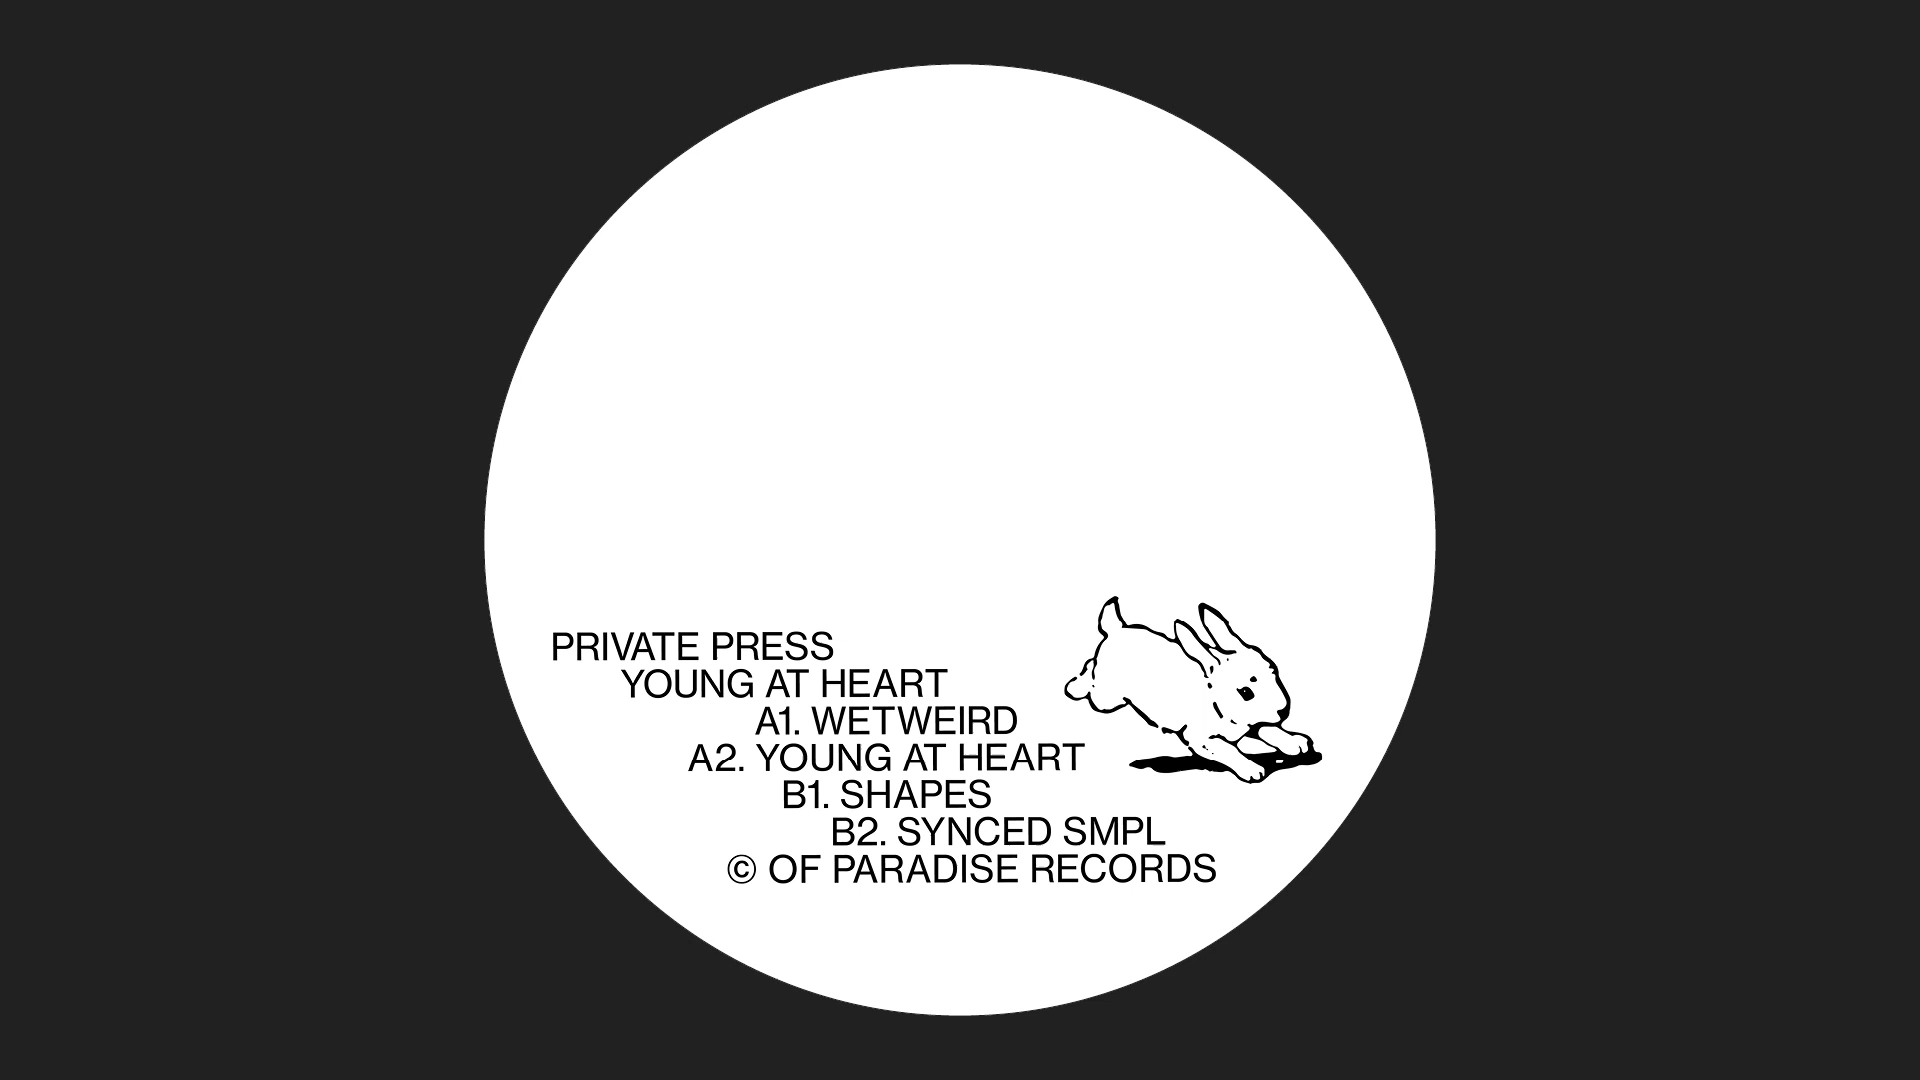 PRIVATE PRESS
YOUNG AT HEART
A1. WETWEIRD
A2. YOUNG AT HEART
B1. SHAPES
B2. SYNCED SMPL
© OF PARADISE RECORDS